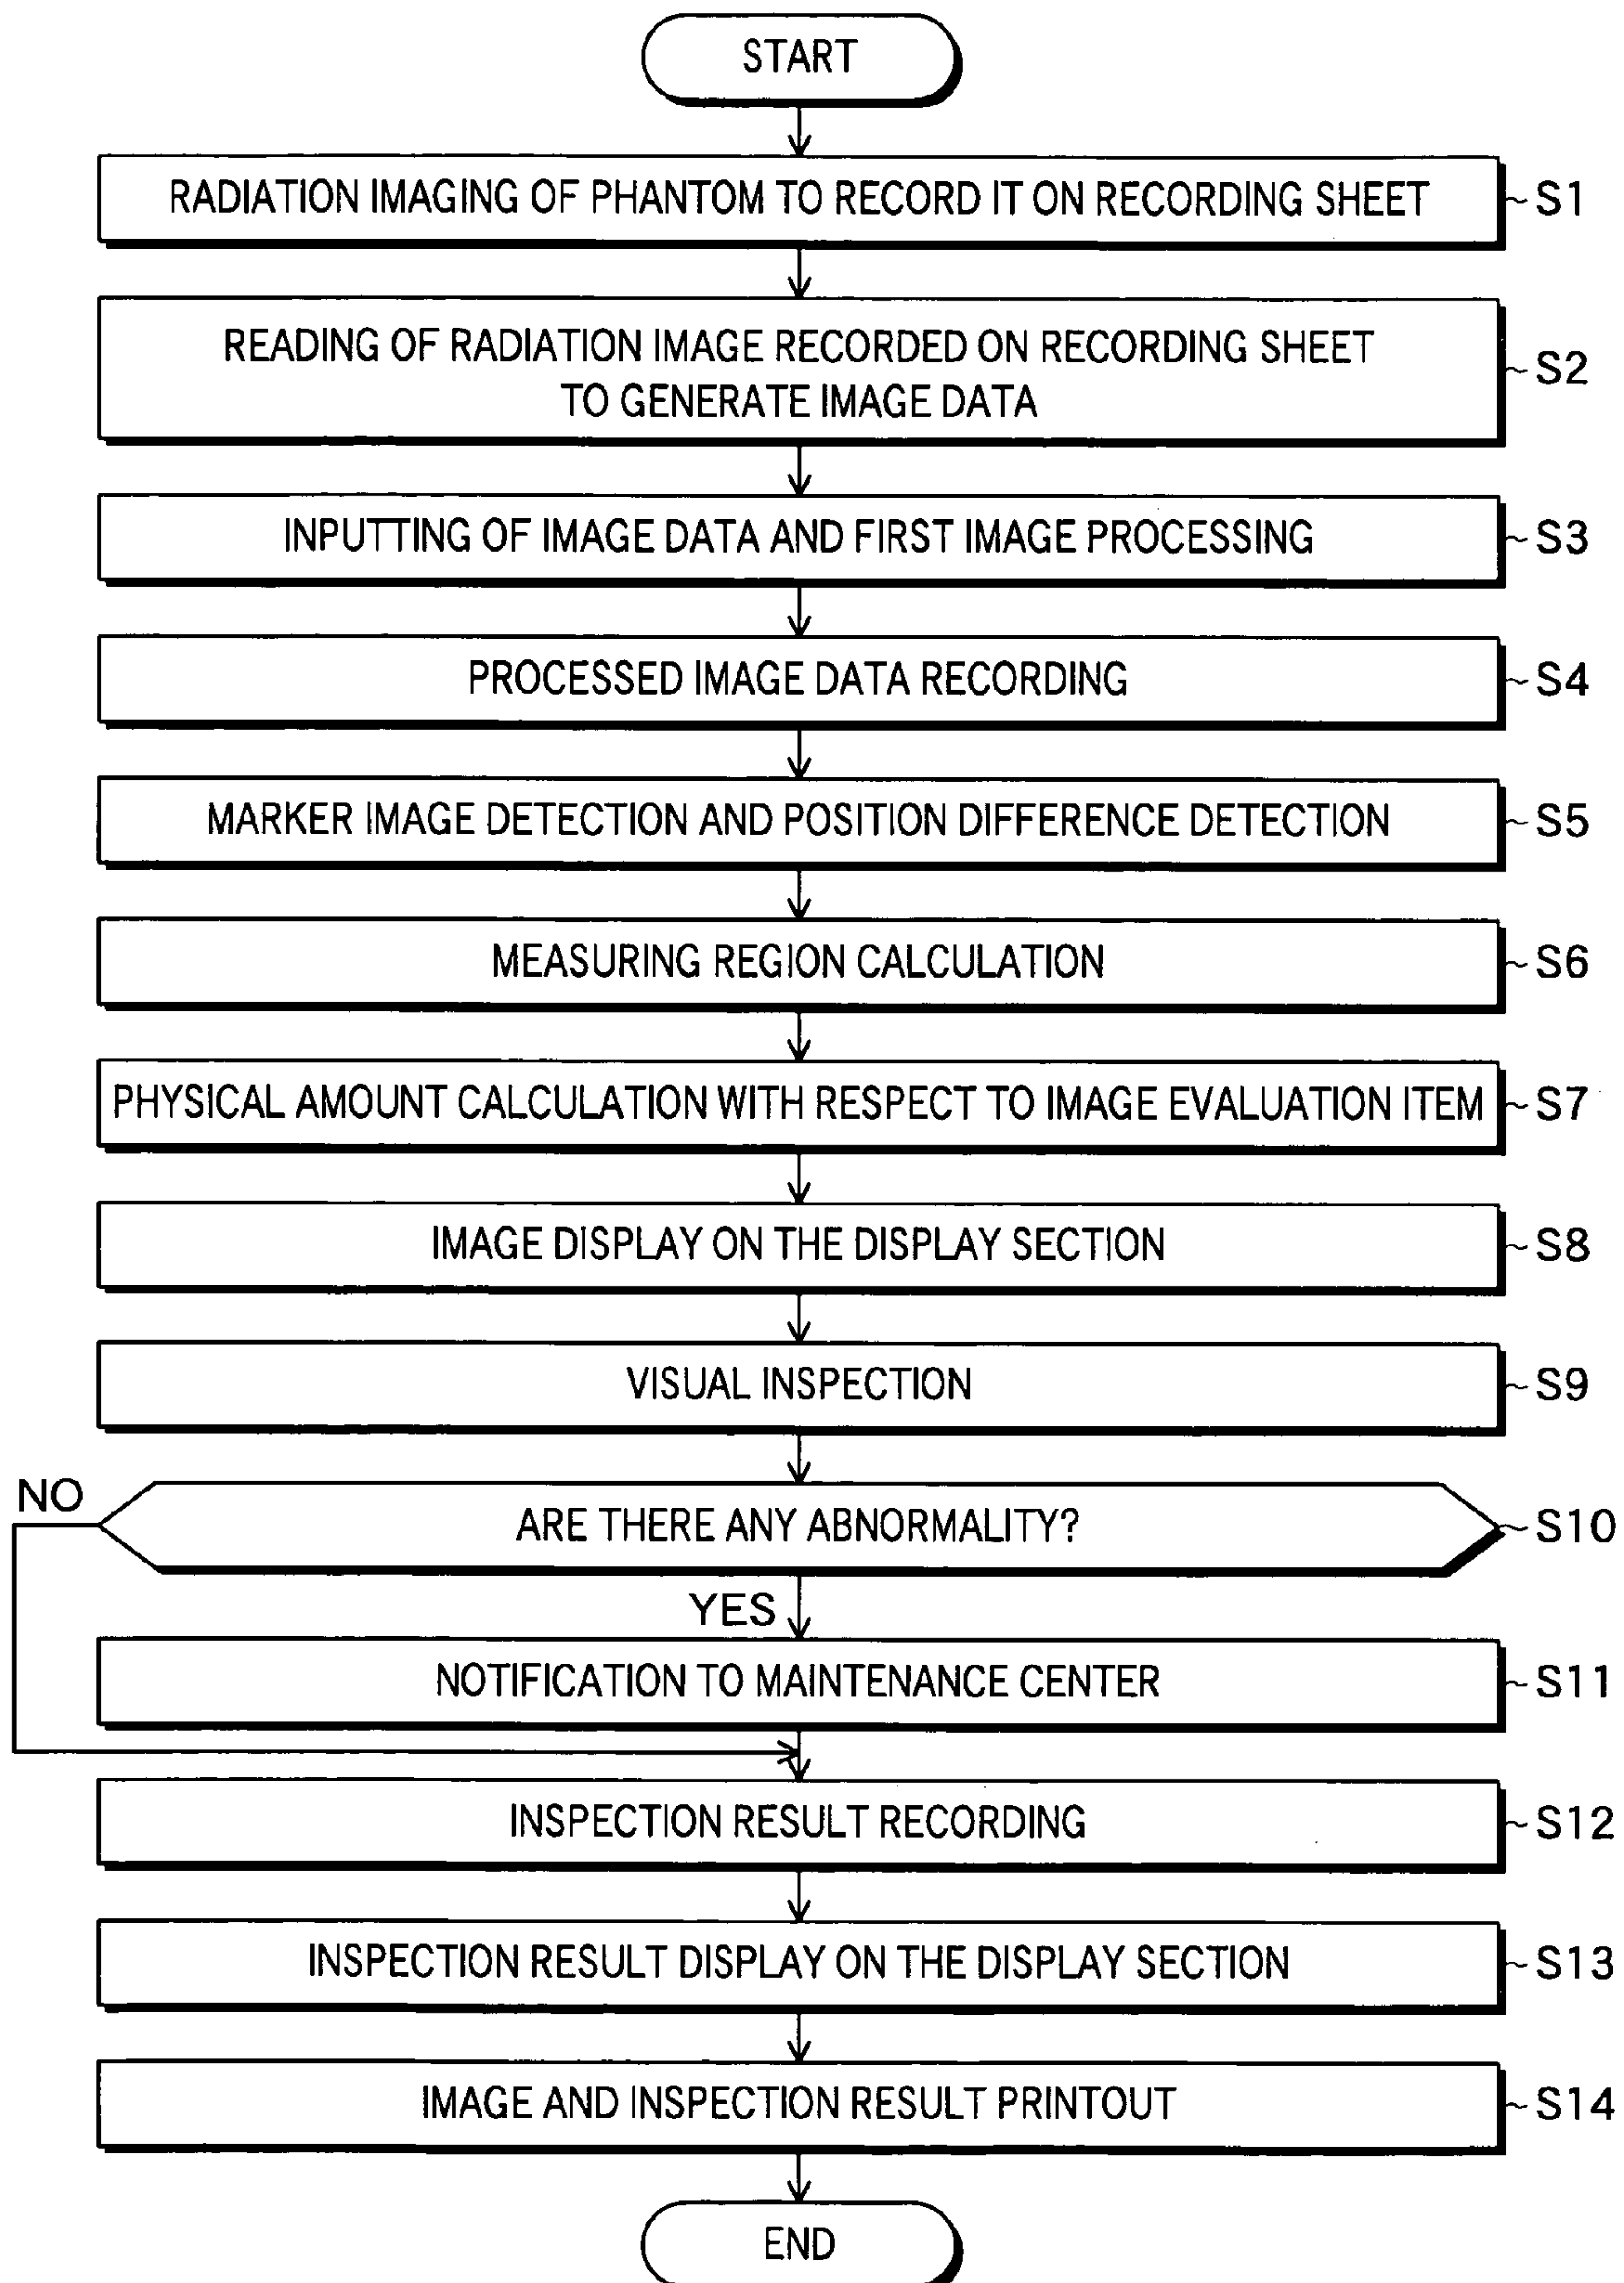 START
RADIATION IMAGING OF PHANTOM TO RECORD IT ON RECORDING SHEET
S1
READING OF RADIATION IMAGE RECORDED ON RECORDING SHEET
TO GENERATE IMAGE DATA
S2
INPUTTING OF IMAGE DATA AND FIRST IMAGE PROCESSING
S3
PROCESSED IMAGE DATA RECORDING
S4
MARKER IMAGE DETECTION AND POSITION DIFFERENCE DETECTION
S5
MEASURING REGION CALCULATION
S6
PHYSICAL AMOUNT CALCULATION WITH RESPECT TO IMAGE EVALUATION ITEM
S7
IMAGE DISPLAY ON THE DISPLAY SECTION
S8
VISUAL INSPECTION
S9
NO
ARE THERE ANY ABNORMALITY?
S10
YES
NOTIFICATION TO MAINTENANCE CENTER
S11
INSPECTION RESULT RECORDING
S12
INSPECTION RESULT DISPLAY ON THE DISPLAY SECTION
S13
IMAGE AND INSPECTION RESULT PRINTOUT
S14
END